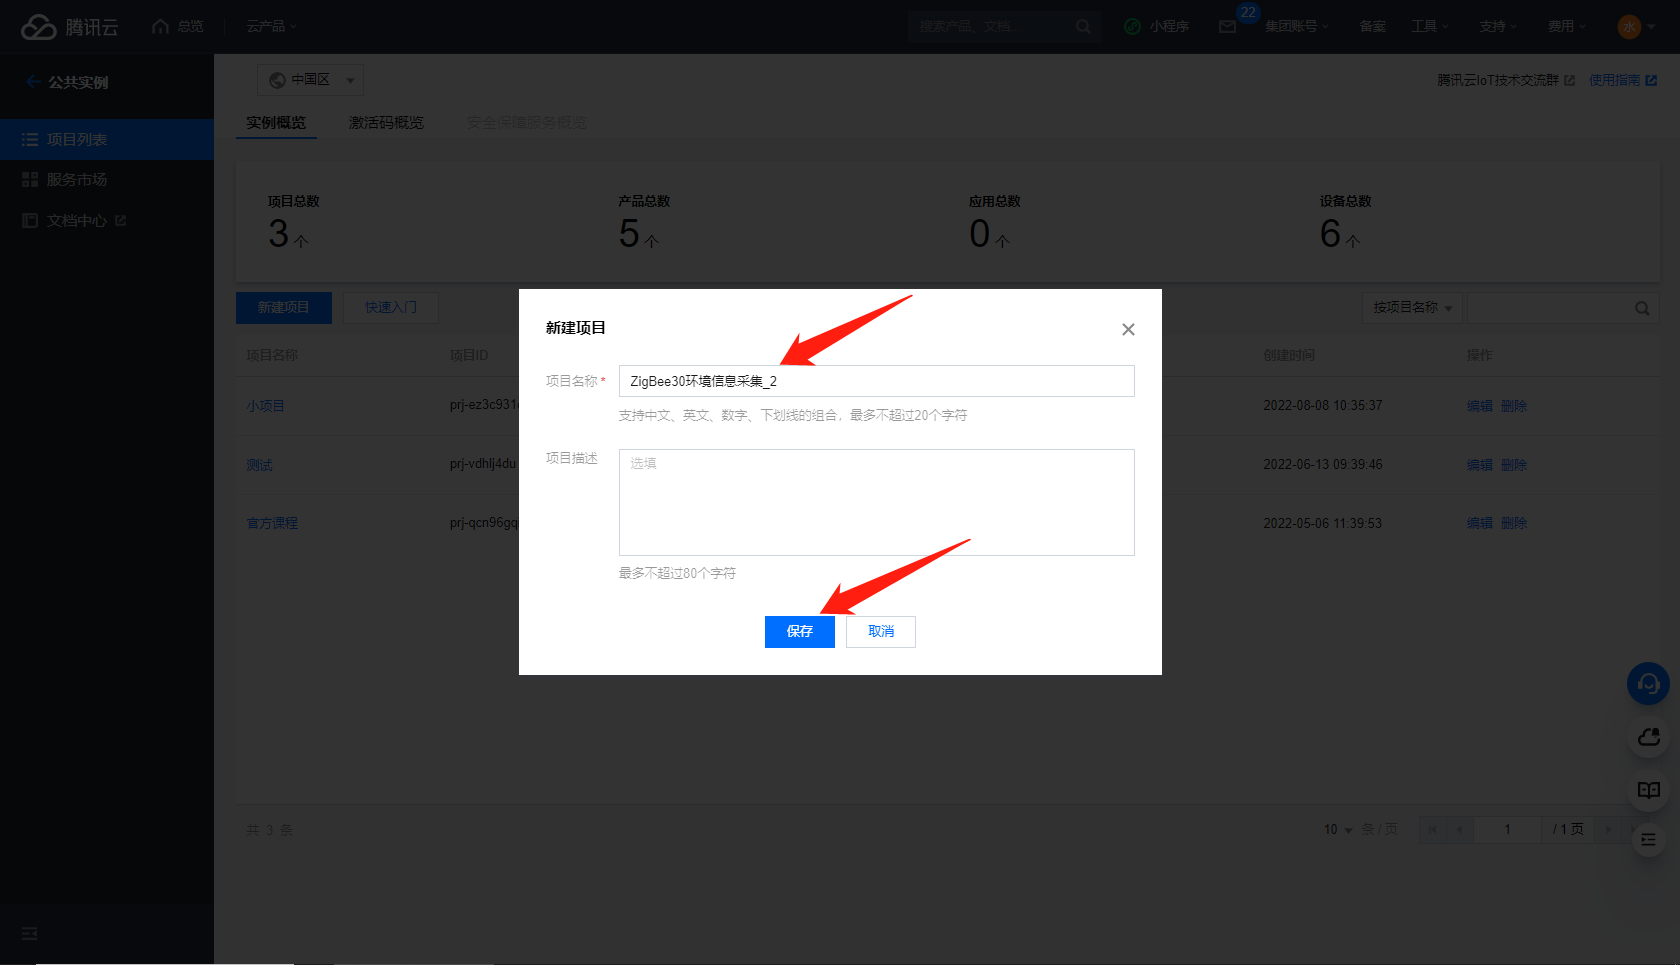 腾讯云 总览 云产品 搜索产品、文档 小程序 22 集团账号 备案 工具 支持 费用 水
公共实例
项目列表
服务市场
文档中心
中国区
腾讯云IoT技术交流群 使用指南
实例概览 激活码概览 安全保障服务概览
项目总数 产品总数 应用总数 设备总数
3 个 5 个 0 个 6 个
新建项目 快速入门
按项目名称
项目名称 项目ID 创建时间 操作
小项目 prj-ez3c931 2022-08-08 10:35:37 编辑 删除
测试 prj-vdhlj4du 2022-06-13 09:39:46 编辑 删除
官方课程 prj-qcn96gq 2022-05-06 11:39:53 编辑 删除
新建项目
项目名称 * ZigBee30环境信息采集_2
支持中文、英文、数字、下划线的组合，最多不超过20个字符
项目描述 选填
最多不超过80个字符
保存 取消
共 3 条
10 条 / 页 1 / 1 页